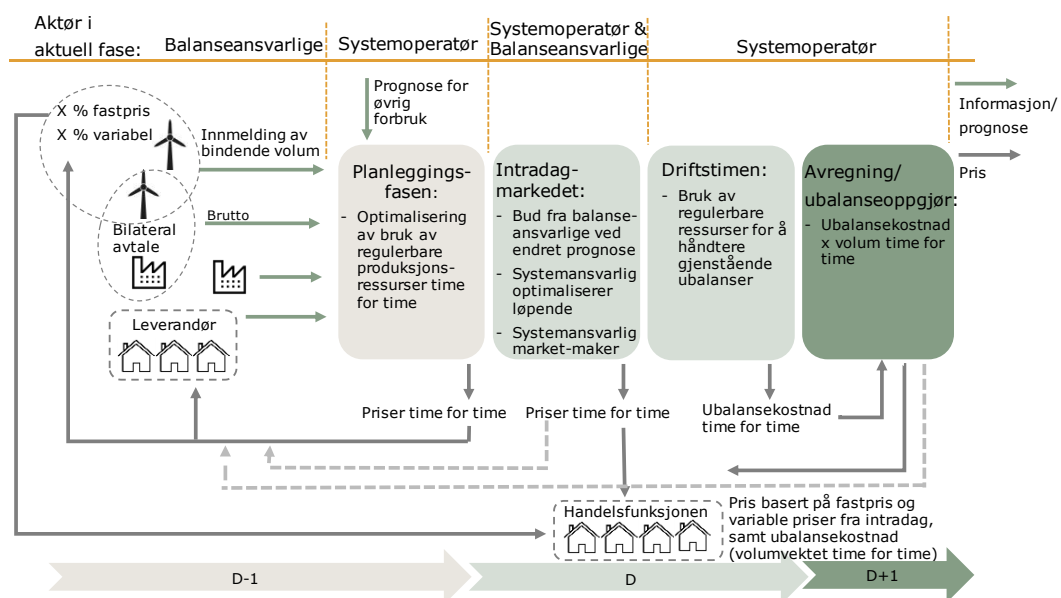 Aktør i
aktuell fase:
Balanseansvarlige
Systemoperatør
Systemoperatør &
Balanseansvarlige
Systemoperatør
X % fastpris
X % variabel
Innmelding av
bindende volum
Prognose for
øvrig
forbruk
Informasjon/
prognose
Pris
Bilateral
avtale
Brutto
Leverandør
Planleggings-
fasen:
- Optimalisering
av bruk av
regulerbare
produksjons-
ressurser time
for time
Intradag-
markedet:
- Bud fra balanse-
ansvarlige ved
endret prognose
- Systemansvarlig
optimaliserer
løpende
- Systemansvarlig
market-maker
Driftstimen:
- Bruk av
regulerbare
ressurser for å
håndtere
gjenstående
ubalanser
Avregning/
ubalanseoppgjør:
- Ubalansekostnad
x volum time for
time
Priser time for time
Priser time for time
Ubalansekostnad
time for time
Handelsfunksjonen
Pris basert på fastpris og
variable priser fra intradag,
samt ubalansekostnad
(volumvektet time for time)
D-1
D
D+1